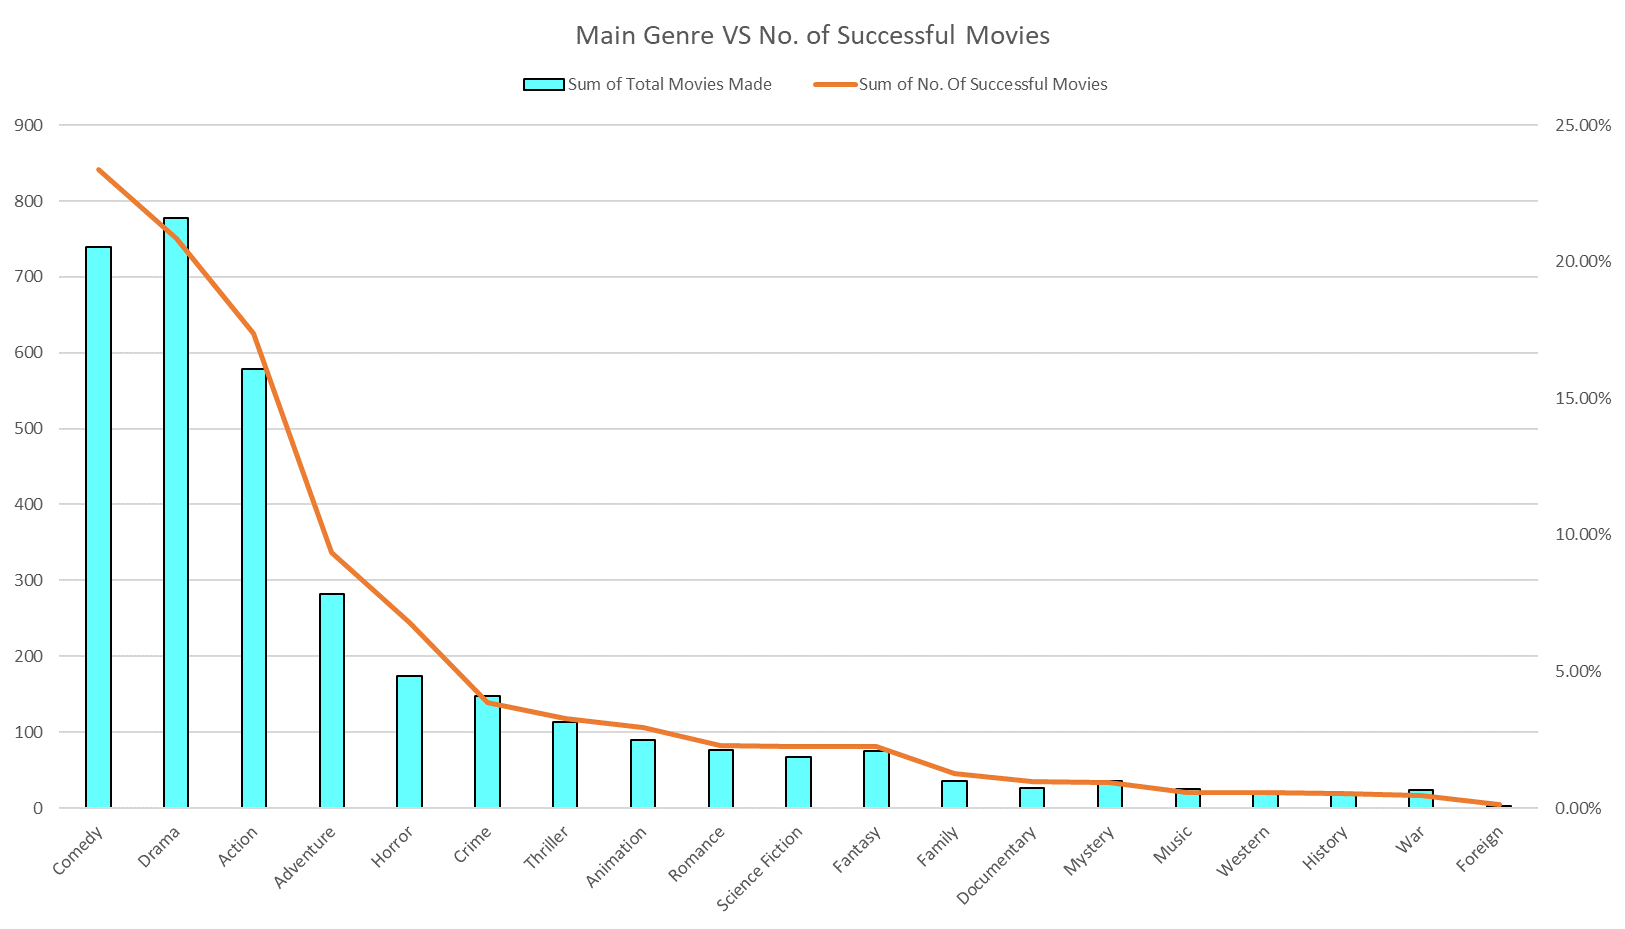 Main Genre VS No. of Successful Movies
Sum of Total Movies Made
Sum of No. Of Successful Movies
900
800
700
600
500
400
300
200
100
0
25.00%
20.00%
15.00%
10.00%
5.00%
0.00%
Comedy
Drama
Action
Adventure
Horror
Crime
Thriller
Animation
Romance
Science Fiction
Fantasy
Family
Documentary
Mystery
Music
Western
History
War
Foreign